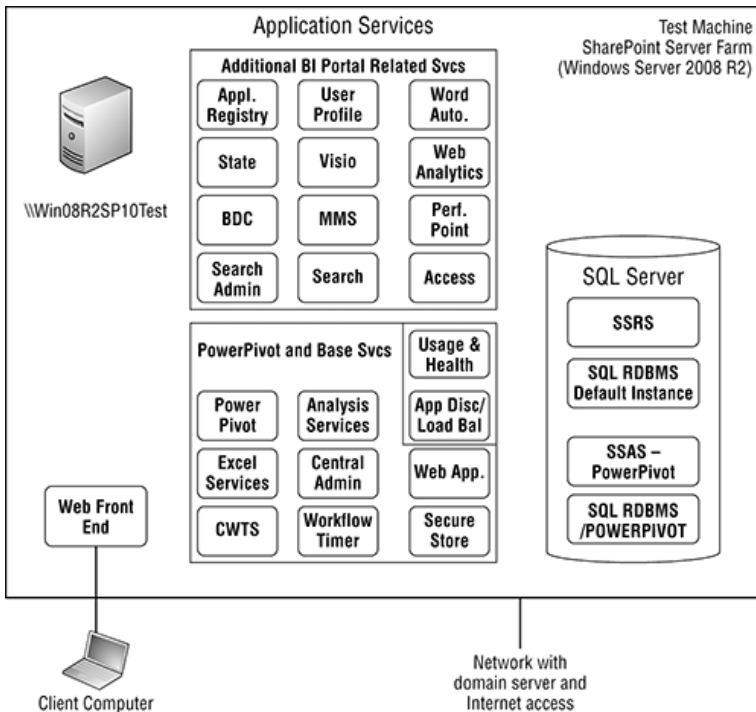 Application Services
Test Machine
SharePoint Server Farm
(Windows Server 2008 R2)
\\Win08R2SP10Test
Additional BI Portal Related Svcs
Appl.
Registry
User
Profile
Word
Auto.
State
Visio
Web
Analytics
BDC
MMS
Perf.
Point
Search
Admin
Search
Access
PowerPivot and Base Svcs
Usage &
Health
Power
Pivot
Analysis
Services
App Disc/
Load Bal
Excel
Services
Central
Admin
Web App.
CWTS
Workflow
Timer
Secure
Store
SQL Server
SSRS
SQL RDBMS
Default Instance
SSAS –
PowerPivot
SQL RDBMS
/POWERPIVOT
Web Front
End
Client Computer
Network with
domain server and
Internet access